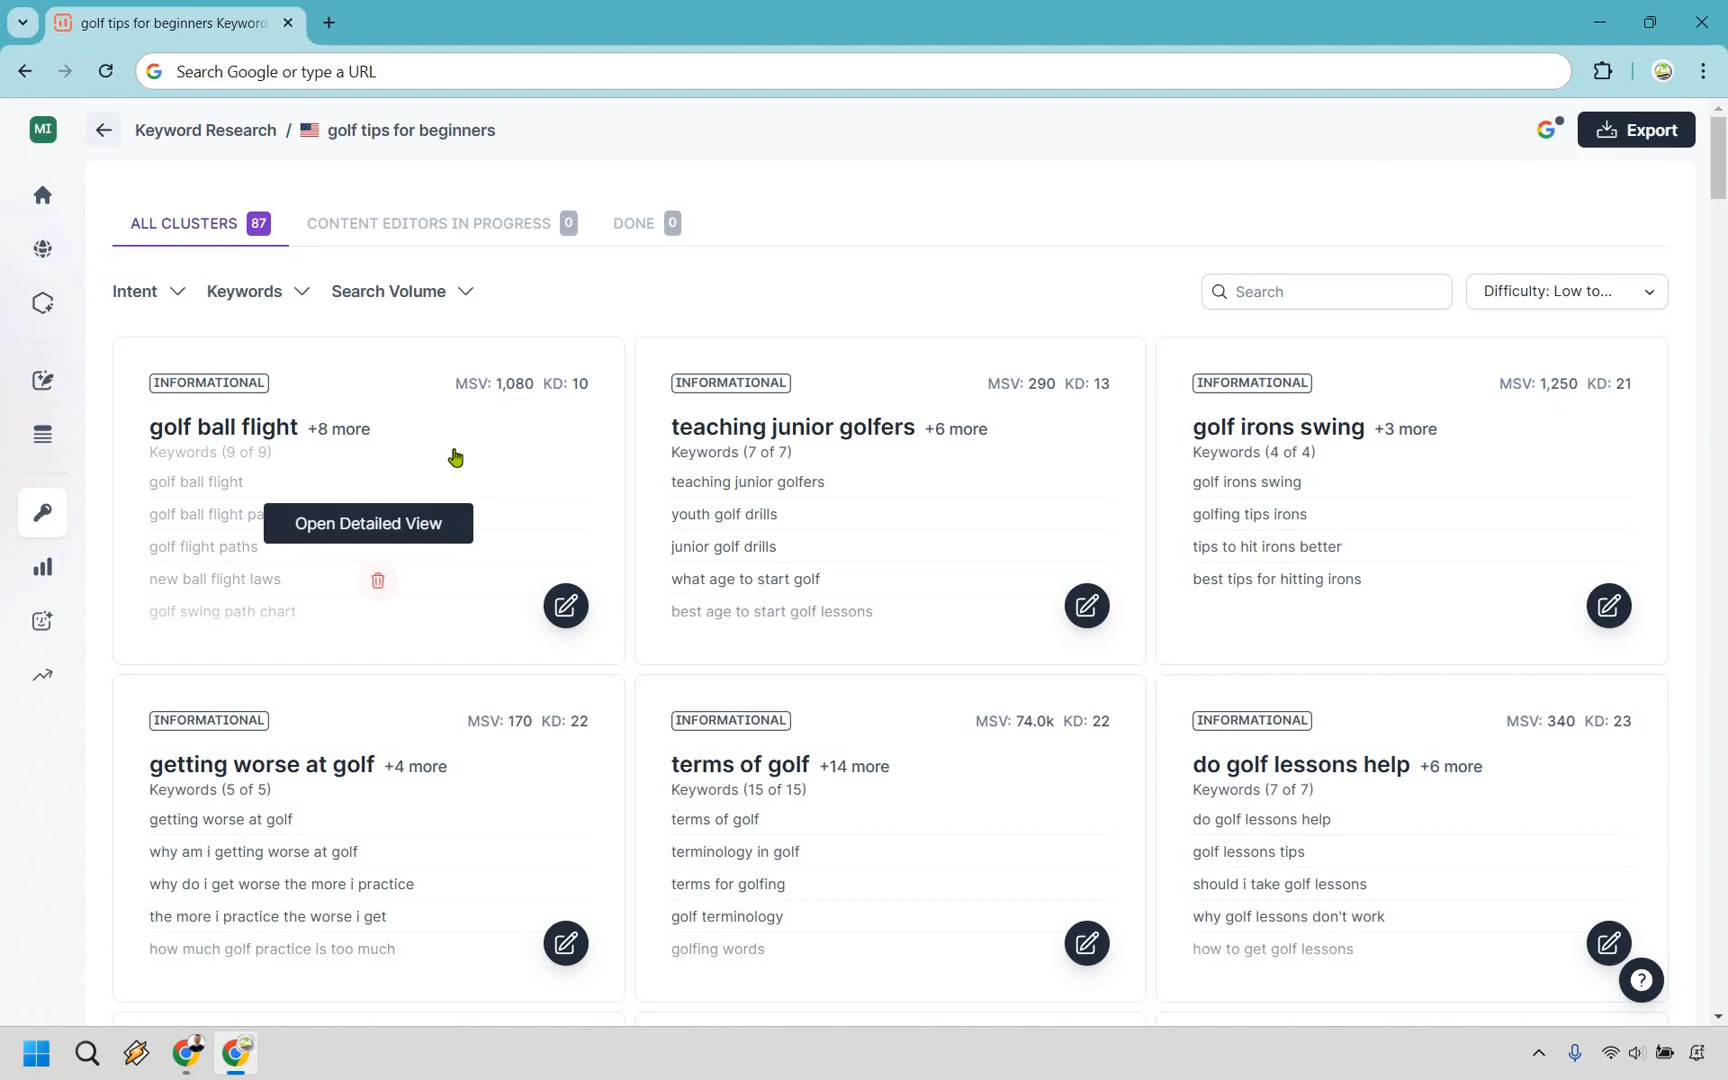 golf tips for beginners Keyword
Search Google or type a URL
MI
Keyword Research / golf tips for beginners
Export
ALL CLUSTERS 87
CONTENT EDITORS IN PROGRESS 0
DONE 0
Intent
Keywords
Search Volume
Search
Difficulty: Low to...
INFORMATIONAL
MSV: 1,080 KD: 10
golf ball flight +8 more
Keywords (9 of 9)
golf ball flight
golf ball flight pa
Open Detailed View
golf flight paths
new ball flight laws
golf swing path chart
INFORMATIONAL
MSV: 290 KD: 13
teaching junior golfers +6 more
Keywords (7 of 7)
teaching junior golfers
youth golf drills
junior golf drills
what age to start golf
best age to start golf lessons
INFORMATIONAL
MSV: 1,250 KD: 21
golf irons swing +3 more
Keywords (4 of 4)
golf irons swing
golfing tips irons
tips to hit irons better
best tips for hitting irons
INFORMATIONAL
MSV: 170 KD: 22
getting worse at golf +4 more
Keywords (5 of 5)
getting worse at golf
why am i getting worse at golf
why do i get worse the more i practice
the more i practice the worse i get
how much golf practice is too much
INFORMATIONAL
MSV: 74.0k KD: 22
terms of golf +14 more
Keywords (15 of 15)
terms of golf
terminology in golf
terms for golfing
golf terminology
golfing words
INFORMATIONAL
MSV: 340 KD: 23
do golf lessons help +6 more
Keywords (7 of 7)
do golf lessons help
golf lessons tips
should i take golf lessons
why golf lessons don't work
how to get golf lessons
?